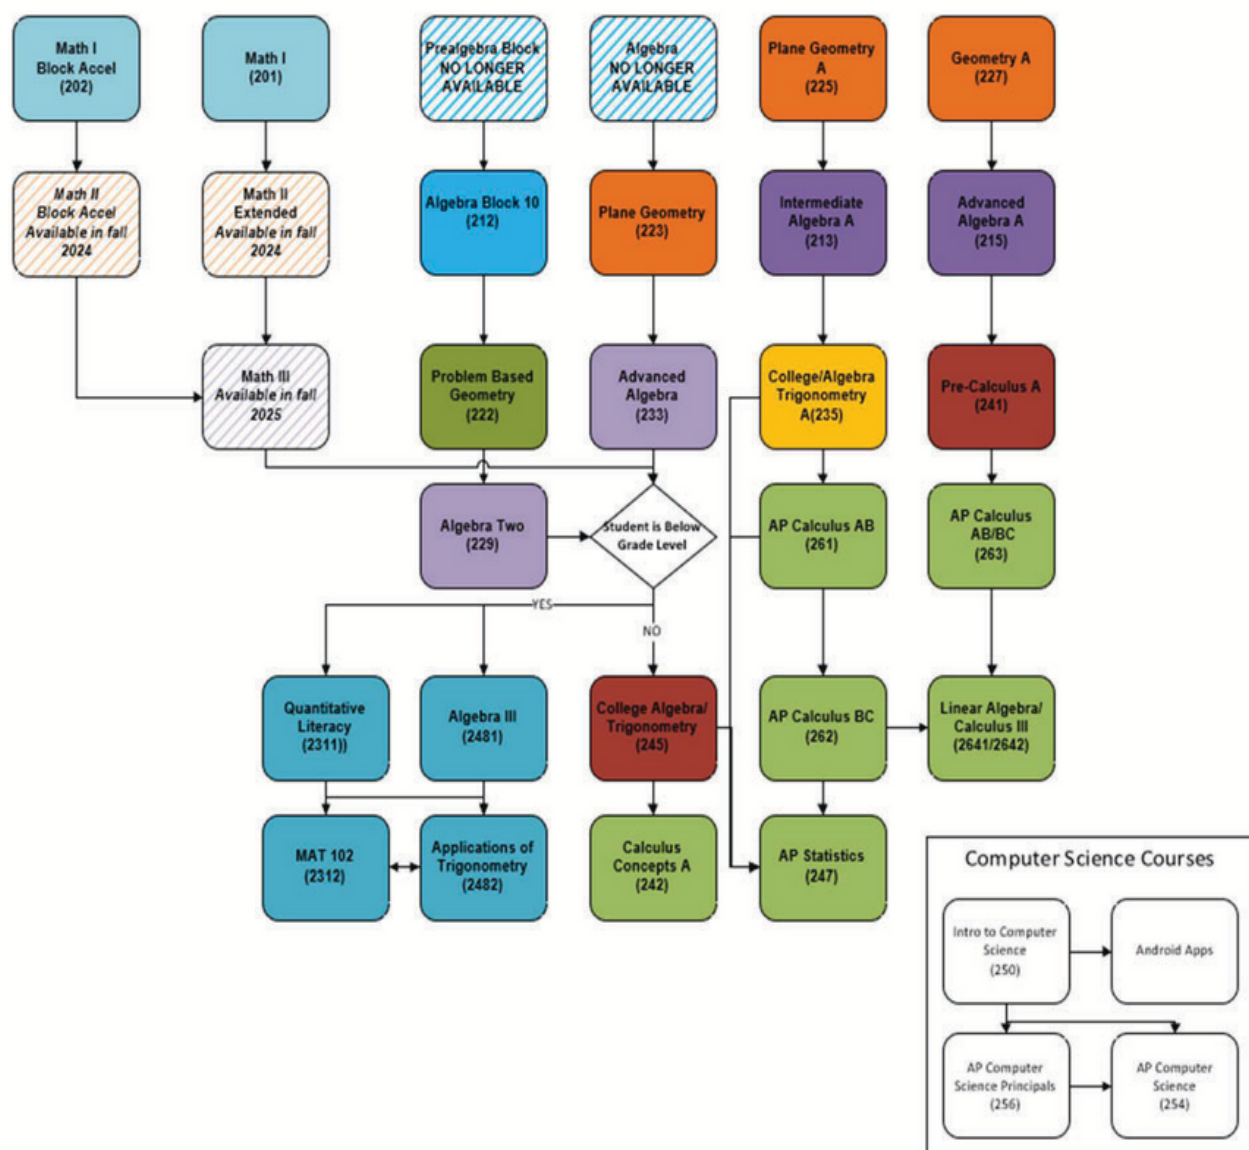 Math I
Block Accel
(202)
Math I
(201)
Prealgebra Block
NO LONGER
AVAILABLE
Algebra
NO LONGER
AVAILABLE
Plane Geometry
A
(225)
Geometry A
(227)
Math II
Block Accel
Available in fall
2024
Math II
Extended
Available in fall
2024
Algebra Block 10
(212)
Plane Geometry
(223)
Intermediate
Algebra A
(213)
Advanced
Algebra A
(215)
Math III
Available in fall
2025
Problem Based
Geometry
(222)
Advanced
Algebra
(233)
College/Algebra
Trigonometry
A(235)
Pre-Calculus A
(241)
Algebra Two
(229)
Student is Below
Grade Level
AP Calculus AB
(261)
AP Calculus
AB/BC
(263)
YES
NO
Quantitative
Literacy
(2311))
Algebra III
(2481)
College Algebra/
Trigonometry
(245)
AP Calculus BC
(262)
Linear Algebra/
Calculus III
(2641/2642)
MAT 102
(2312)
Applications of
Trigonometry
(2482)
Calculus
Concepts A
(242)
AP Statistics
(247)
Computer Science Courses
Intro to Computer
Science
(250)
Android Apps
AP Computer
Science Principals
(256)
AP Computer
Science
(254)